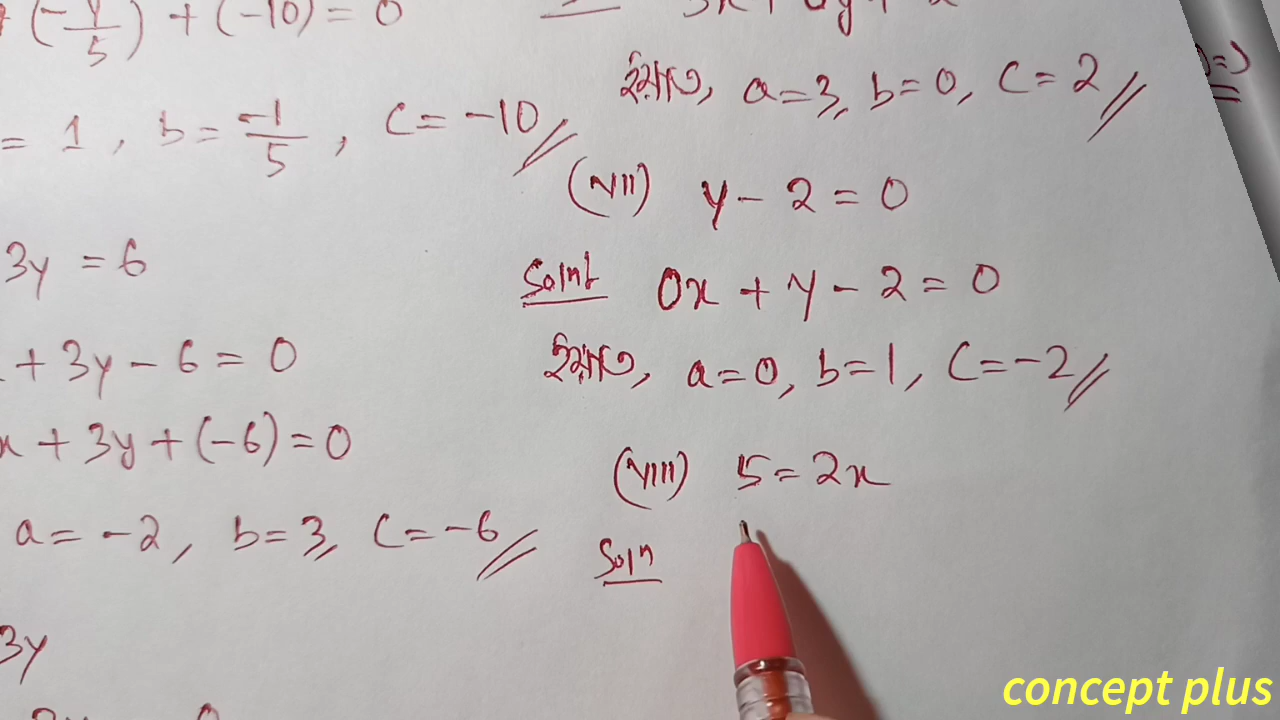 (-y/5) + (-10) = 0
= 1, b = -1/5, c = -10
3y = 6
+ 3y - 6 = 0
x + 3y + (-6) = 0
a = -2, b = 3, c = -6
3y
ইয়াত, a = 3, b = 0, c = 2
(VII) y - 2 = 0
Soln 0x + y - 2 = 0
ইয়াত, a = 0, b = 1, c = -2
(VIII) 5 = 2x
Soln
concept plus